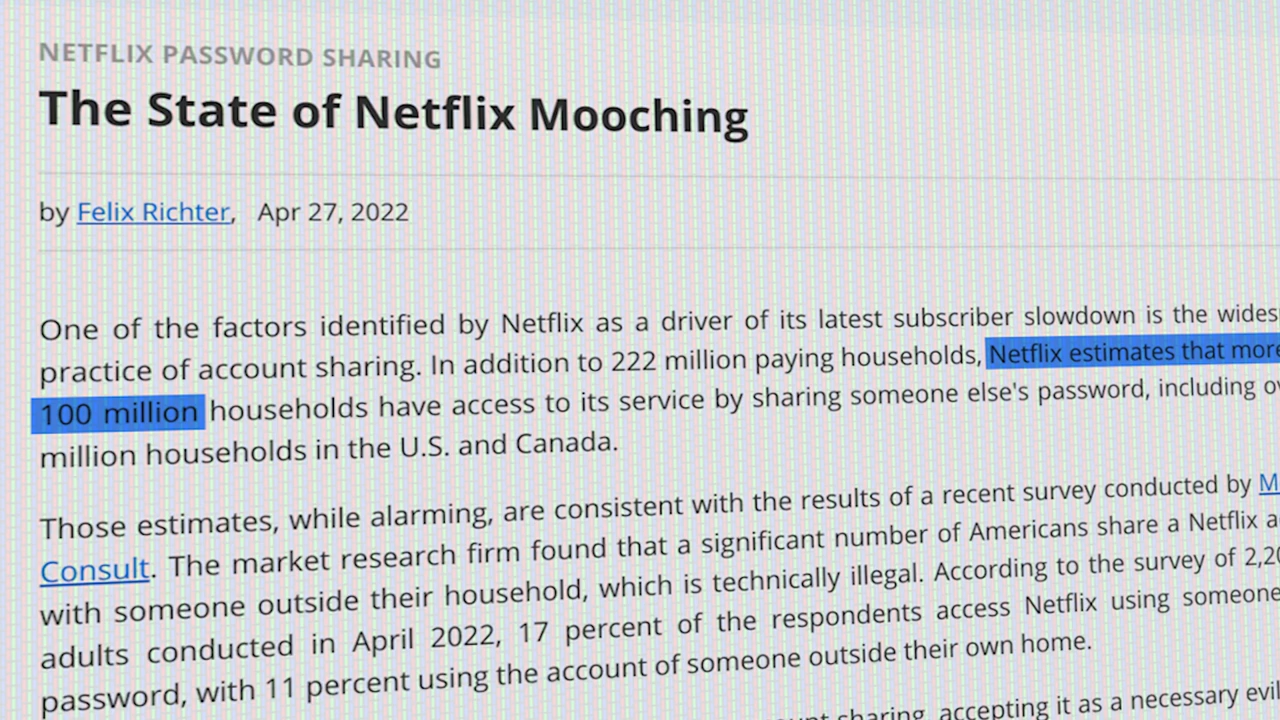 NETFLIX PASSWORD SHARING
The State of Netflix Mooching
by Felix Richter, Apr 27, 2022
One of the factors identified by Netflix as a driver of its latest subscriber slowdown is the
practice of account sharing. In addition to 222 million paying households, Netflix estimates that more
100 million households have access to its service by sharing someone else's password, including
million households in the U.S. and Canada.
Those estimates, while alarming, are consistent with the results of a recent survey conducted by
Consult. The market research firm found that a significant number of Americans share a Netflix
with someone outside their household, which is technically illegal. According to the survey of
adults conducted in April 2022, 17 percent of the respondents access Netflix using someone
password, with 11 percent using the account of someone outside their own home.
sharing, accepting it as a necessary evil